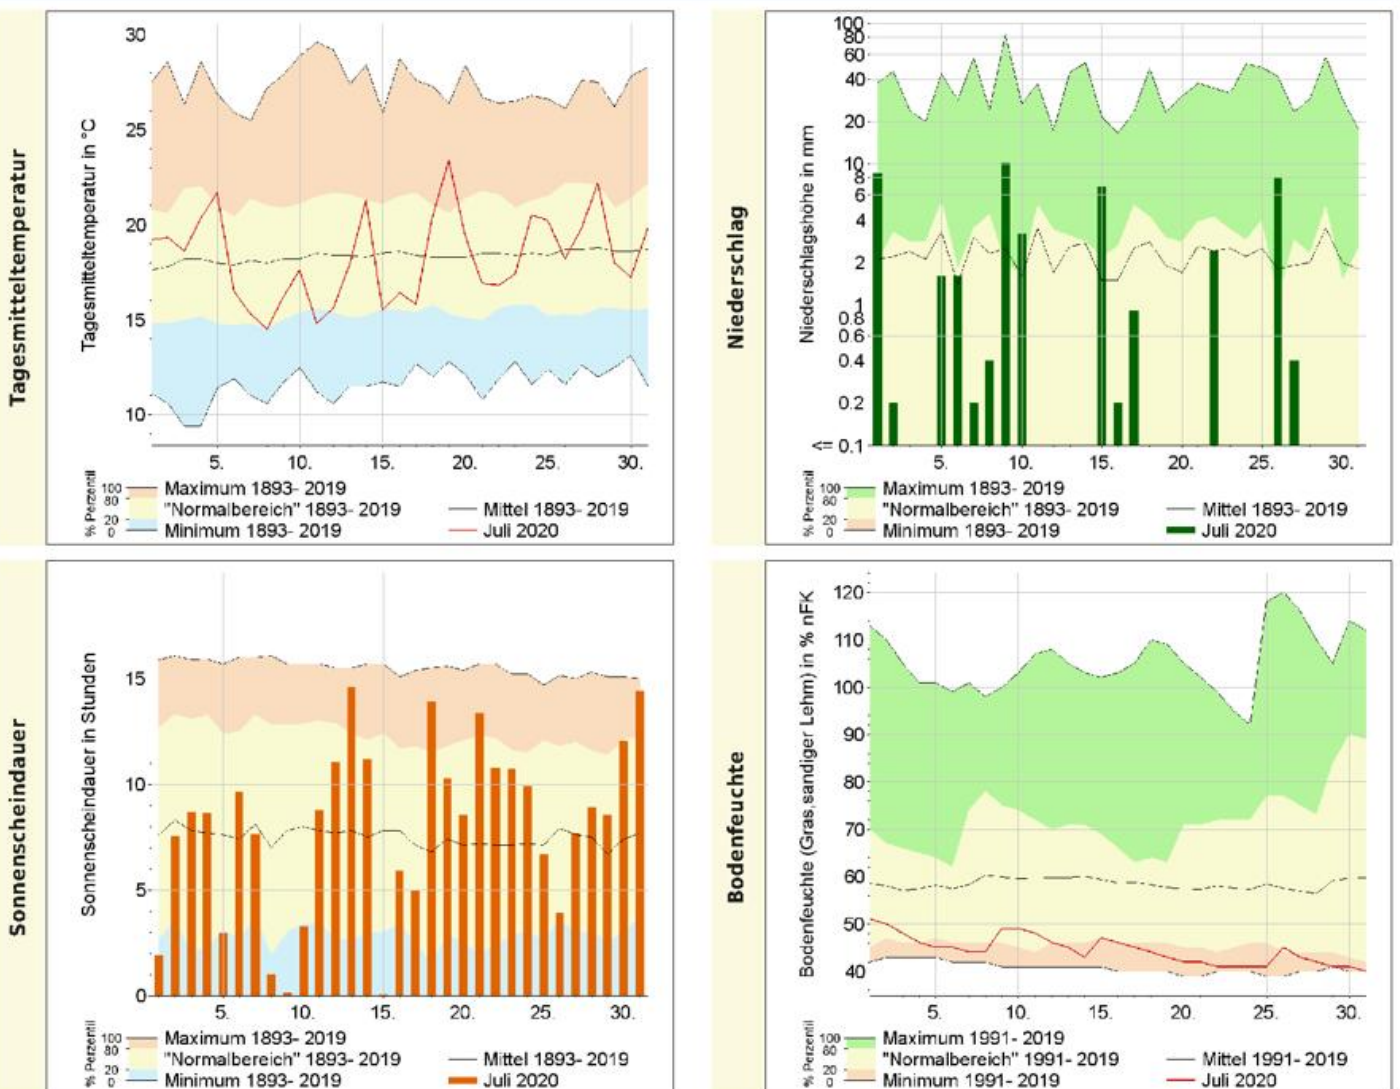 Tagesmitteltemperatur
Tagesmitteltemperatur in °C
30
25
20
15
10
5. 10. 15. 20. 25. 30.
% Perzentil
100
80
20
0
Maximum 1893- 2019
"Normalbereich" 1893- 2019
Minimum 1893- 2019
Mittel 1893- 2019
Juli 2020
Niederschlag
Niederschlagshöhe in mm
100
80
60
40
20
10
8
6
4
2
1
0.8
0.6
0.4
0.2
<= 0.1
5. 10. 15. 20. 25. 30.
% Perzentil
100
80
20
0
Maximum 1893- 2019
"Normalbereich" 1893- 2019
Minimum 1893- 2019
Mittel 1893- 2019
Juli 2020
Sonnenscheindauer
Sonnenscheindauer in Stunden
15
10
5
0
5. 10. 15. 20. 25. 30.
% Perzentil
100
80
20
0
Maximum 1893- 2019
"Normalbereich" 1893- 2019
Minimum 1893- 2019
Mittel 1893- 2019
Juli 2020
Bodenfeuchte
Bodenfeuchte (Gras,sandiger Lehm) in % nFK
120
110
100
90
80
70
60
50
40
5. 10. 15. 20. 25. 30.
% Perzentil
100
80
20
0
Maximum 1991- 2019
"Normalbereich" 1991- 2019
Minimum 1991- 2019
Mittel 1991- 2019
Juli 2020